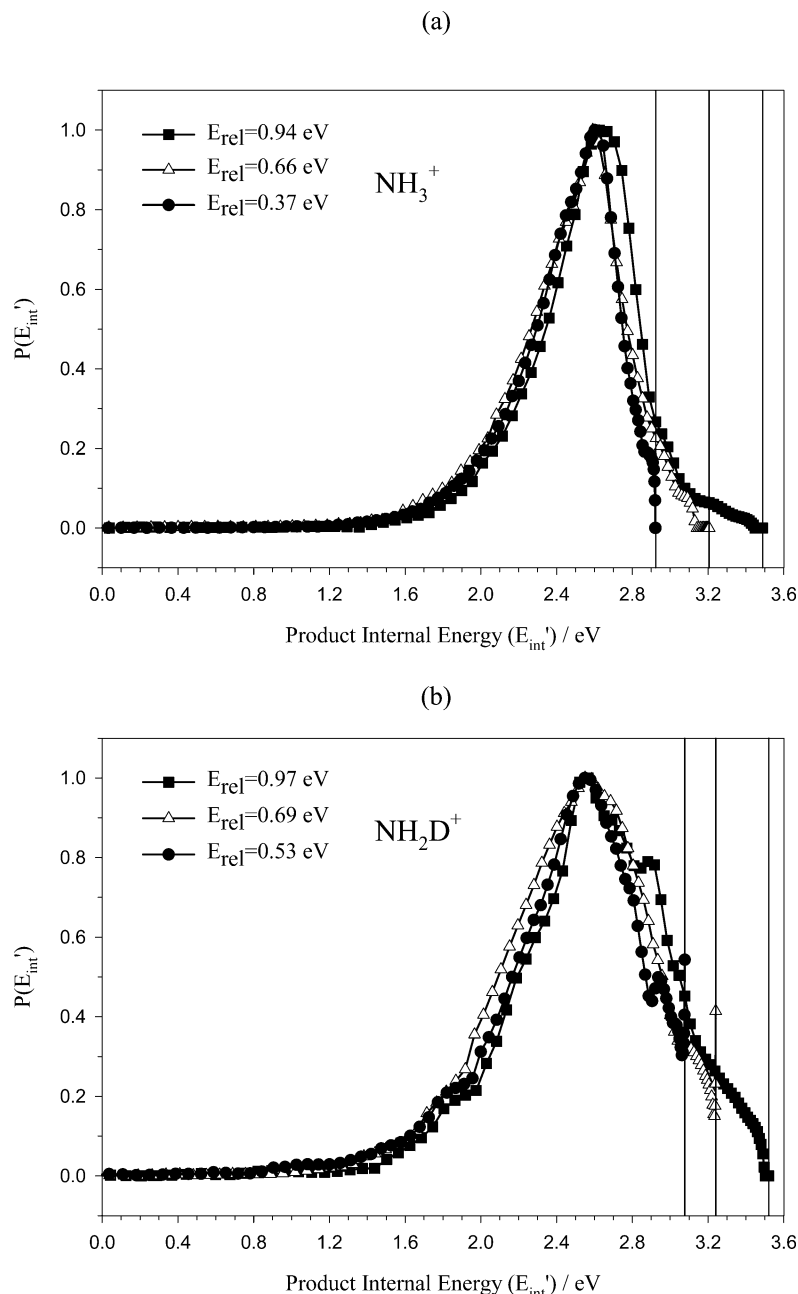 (a)
1.0
0.8
0.6
0.4
0.2
0.0
P(E_int')
E_rel=0.94 eV
E_rel=0.66 eV
E_rel=0.37 eV
NH₃⁺
0.0 0.4 0.8 1.2 1.6 2.0 2.4 2.8 3.2 3.6
Product Internal Energy (E_int') / eV
(b)
1.0
0.8
0.6
0.4
0.2
0.0
P(E_int')
E_rel=0.97 eV
E_rel=0.69 eV
E_rel=0.53 eV
NH₂D⁺
0.0 0.4 0.8 1.2 1.6 2.0 2.4 2.8 3.2 3.6
Product Internal Energy (E_int') / eV